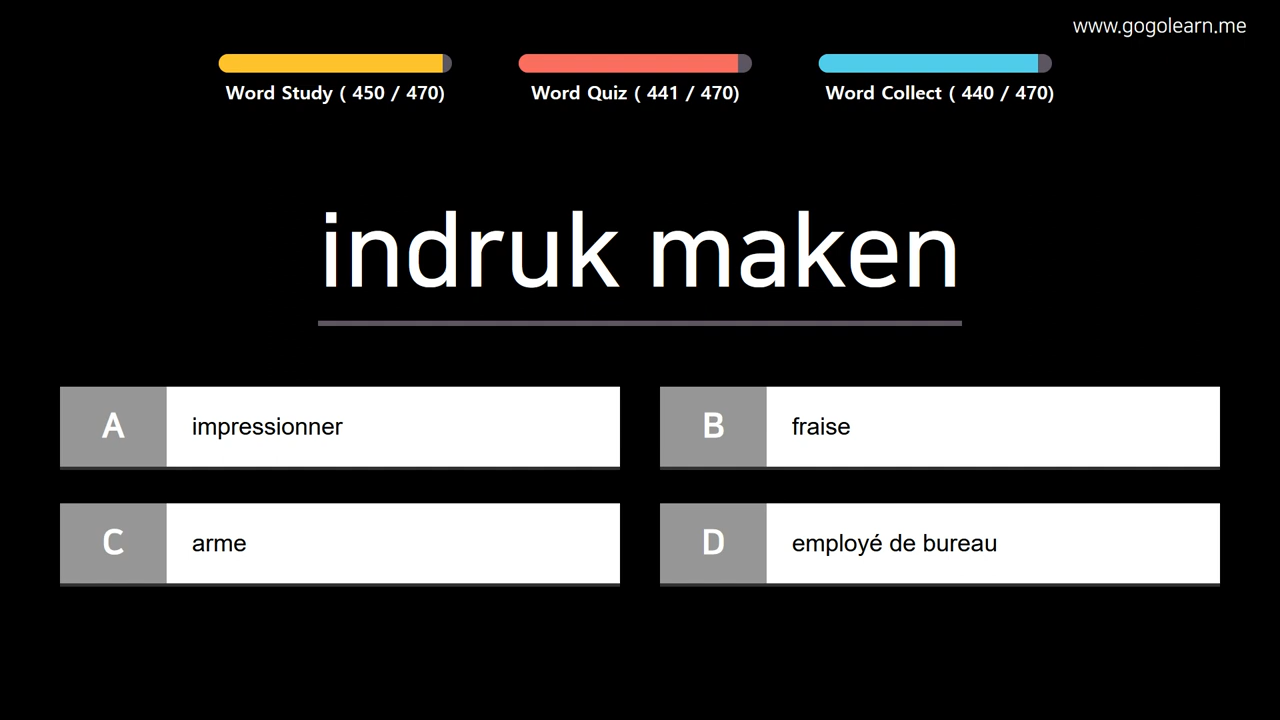 www.gogolearn.me
Word Study ( 450 / 470)
Word Quiz ( 441 / 470)
Word Collect ( 440 / 470)
indruk maken
A impressionner
B fraise
C arme
D employé de bureau